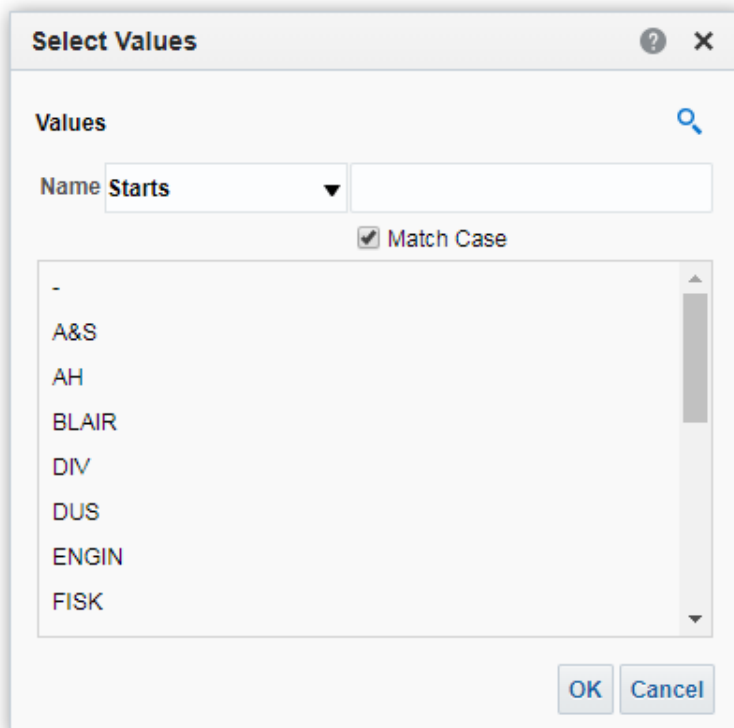 Select Values
Values
Name Starts
Match Case
-
A&S
AH
BLAIR
DIV
DUS
ENGIN
FISK
OK Cancel